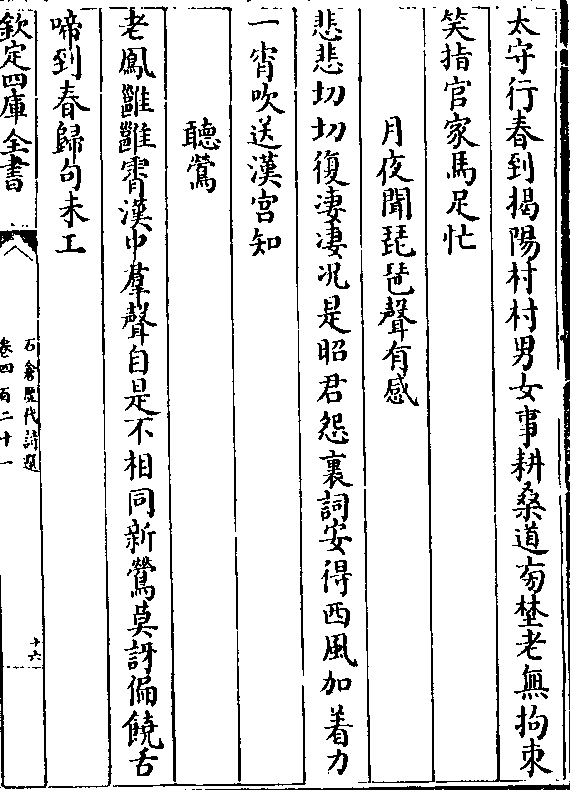 太守行春到揭陽村村男女事耕桑道旁埜老無拘束
笑指官家馬足忙
月夜聞琵琶聲有感
悲悲切切復凄凄况是昭君怨裏詞安得西風加着力
一宵吹送漢宮知
聽鶯
老鳳雝雝霄漢中羣聲自是不相同新鶯莫訝偏饒舌
啼到春歸句未工
欽定四庫全書
石倉歷代詩選
卷四百二十一
十六